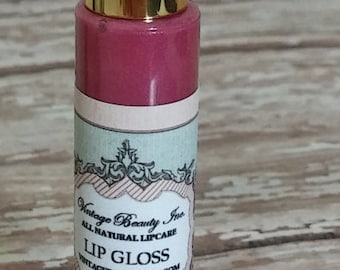 Vintage Beauty Inc.
ALL NATURAL LIPCARE
LIP GLOSS